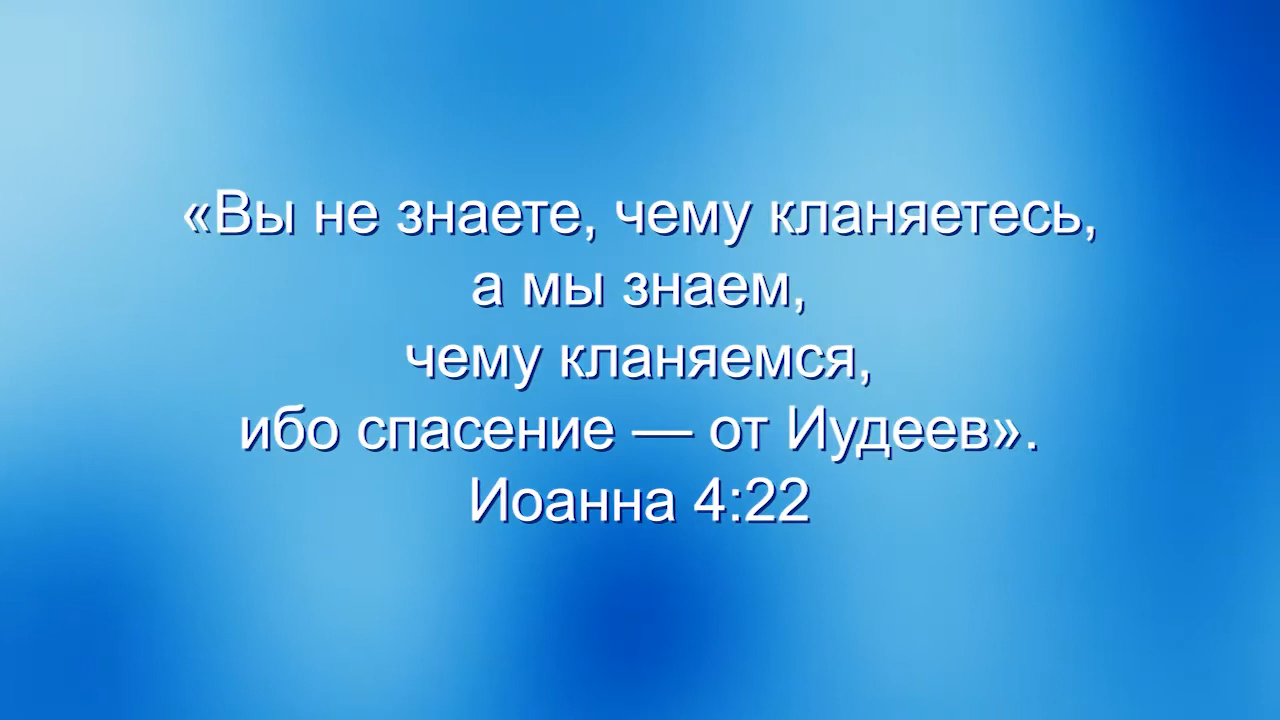 «Вы не знаете, чему кланяетесь,
а мы знаем,
чему кланяемся,
ибо спасение — от Иудеев».
Иоанна 4:22